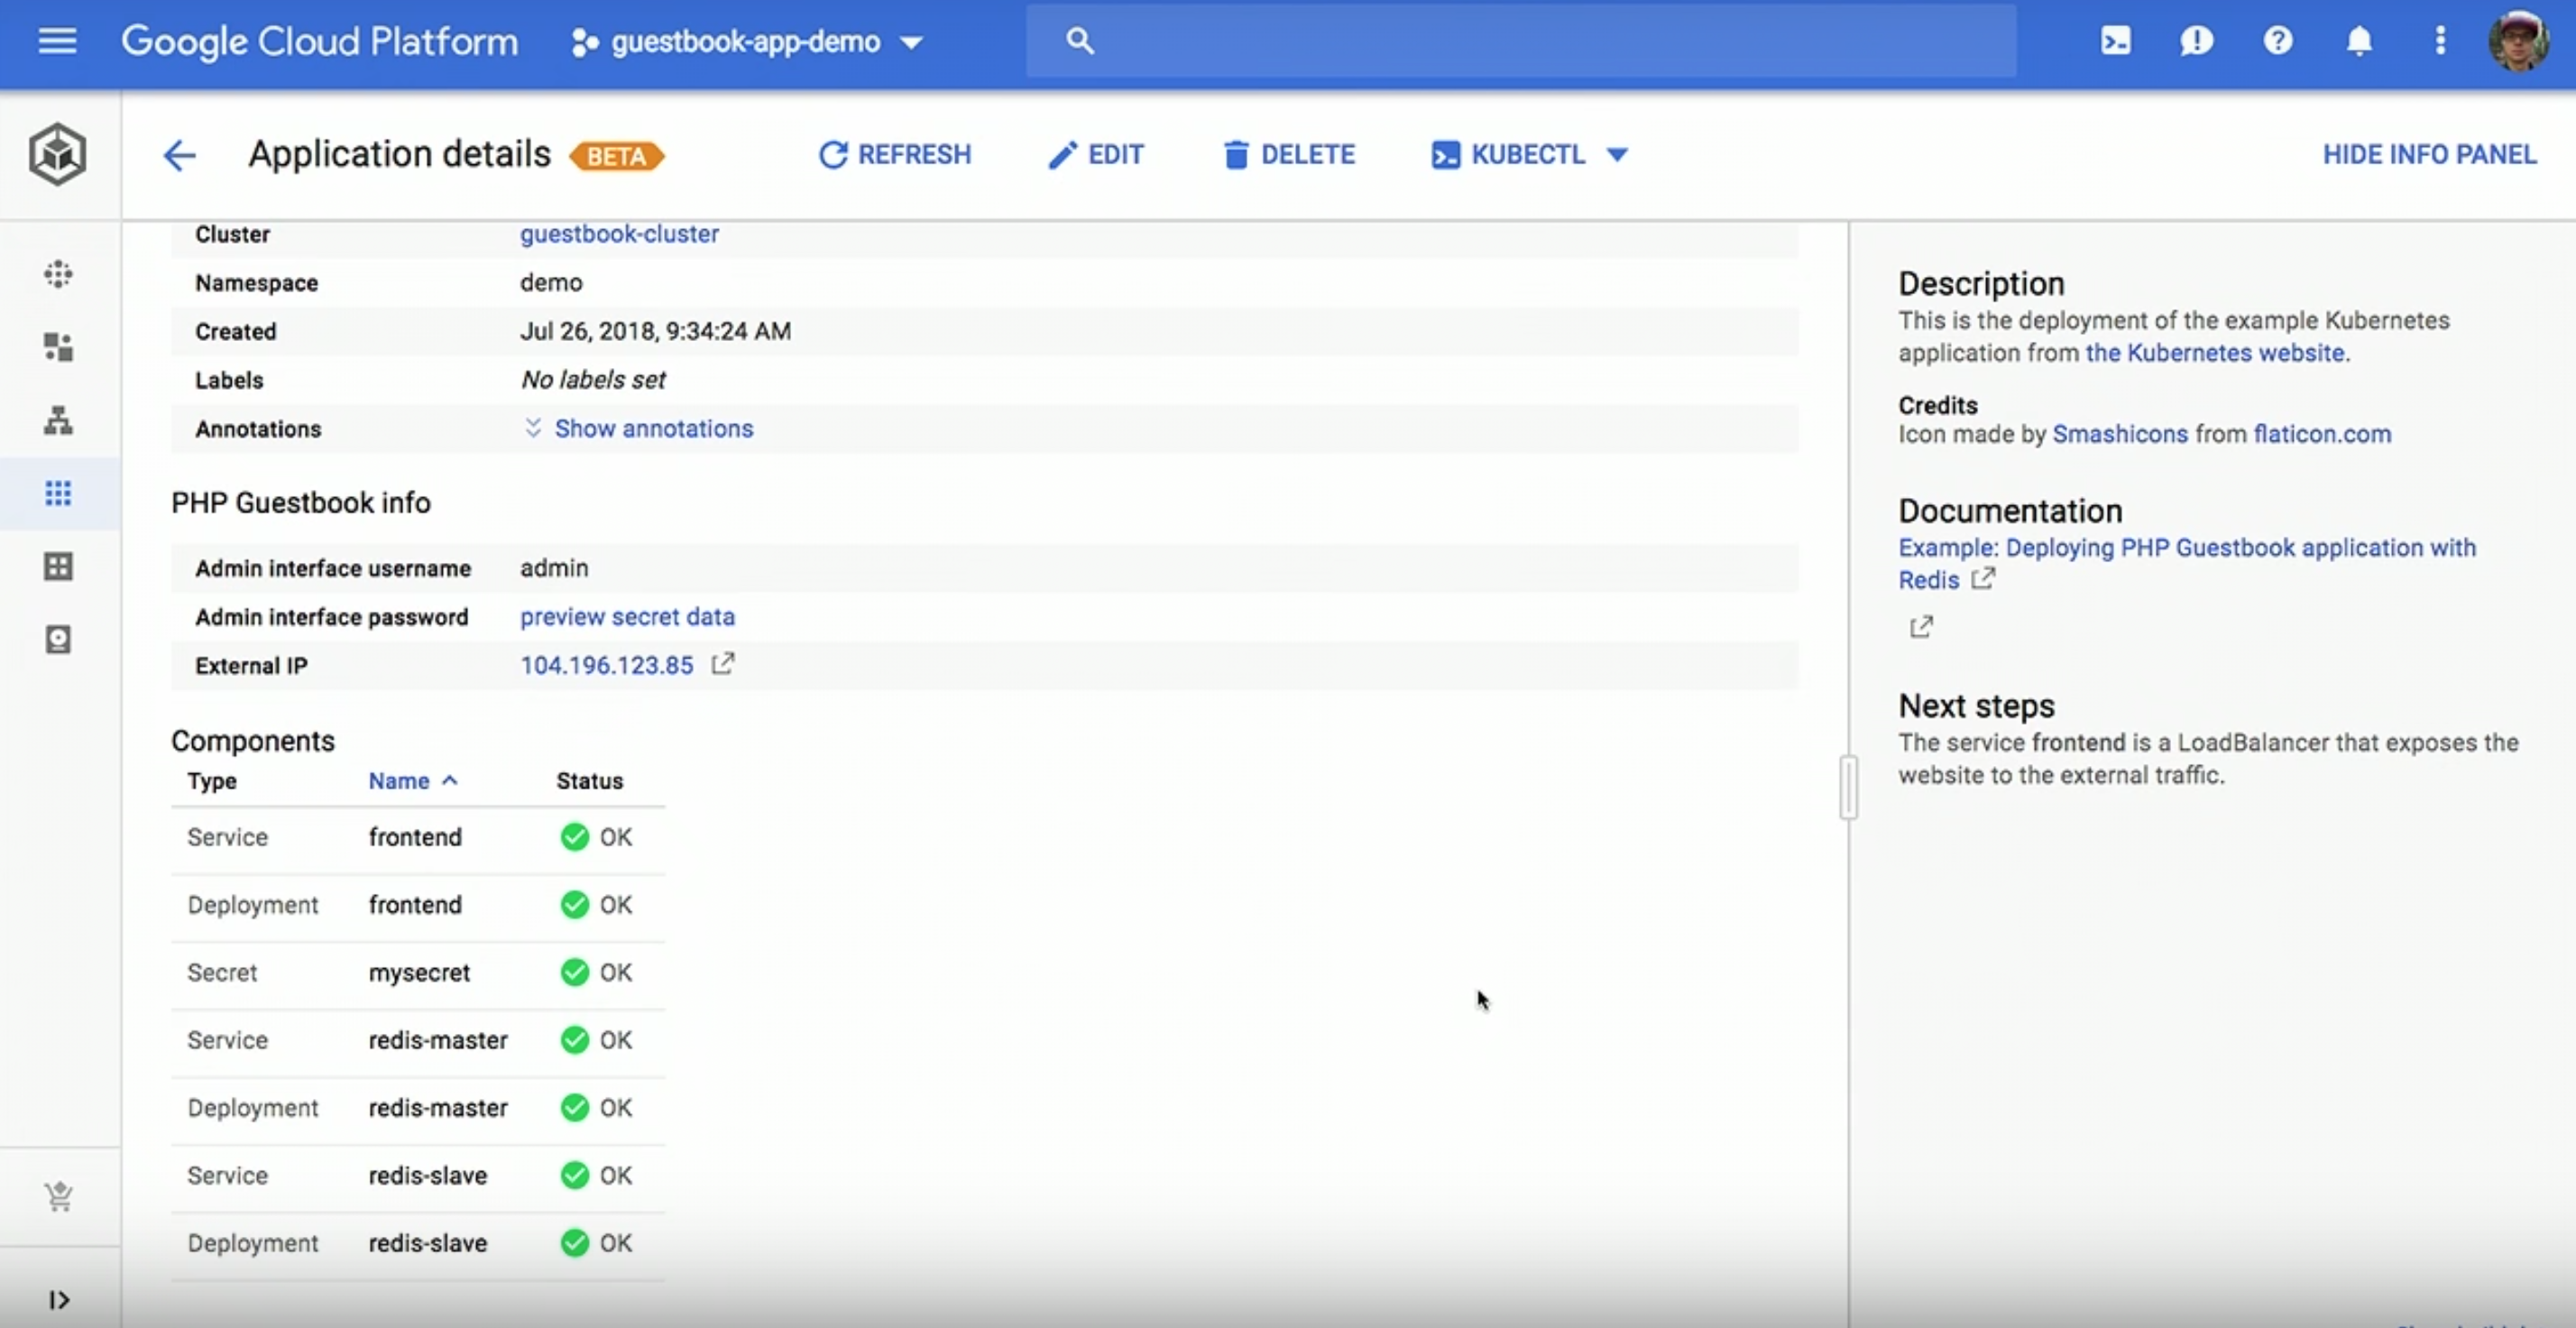 Google Cloud Platform guestbook-app-demo
Application details BETA REFRESH EDIT DELETE KUBECTL HIDE INFO PANEL
Cluster guestbook-cluster
Namespace demo
Created Jul 26, 2018, 9:34:24 AM
Labels No labels set
Annotations Show annotations
PHP Guestbook info
Admin interface username admin
Admin interface password preview secret data
External IP 104.196.123.85
Components
Type Name Status
Service frontend OK
Deployment frontend OK
Secret mysecret OK
Service redis-master OK
Deployment redis-master OK
Service redis-slave OK
Deployment redis-slave OK
Description
This is the deployment of the example Kubernetes
application from the Kubernetes website.
Credits
Icon made by Smashicons from flaticon.com
Documentation
Example: Deploying PHP Guestbook application with
Redis
Next steps
The service frontend is a LoadBalancer that exposes the
website to the external traffic.